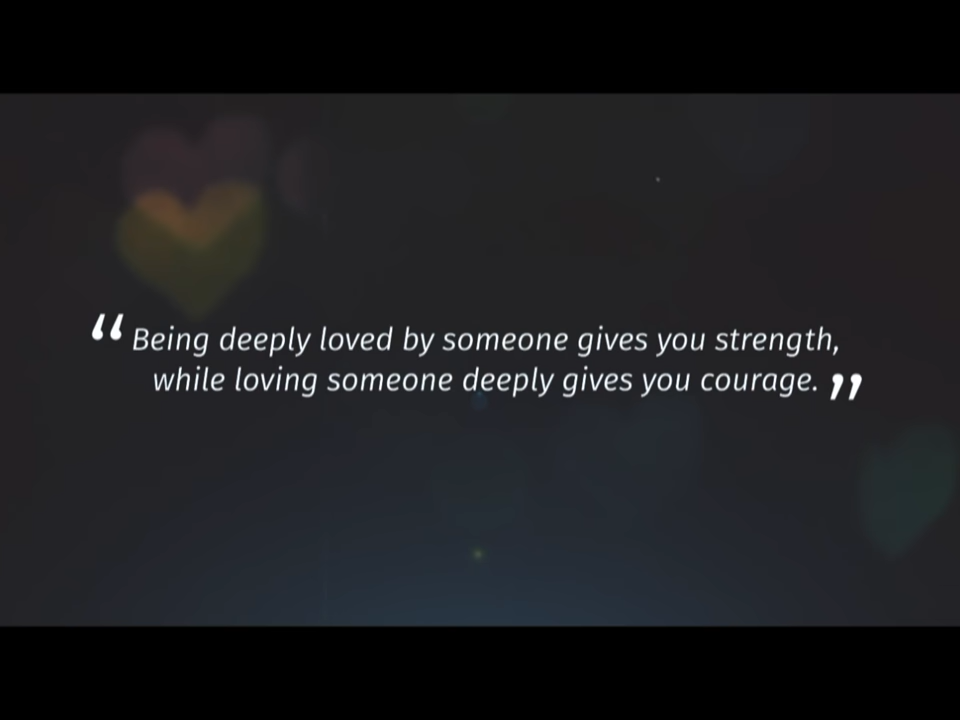 “Being deeply loved by someone gives you strength,
while loving someone deeply gives you courage.”